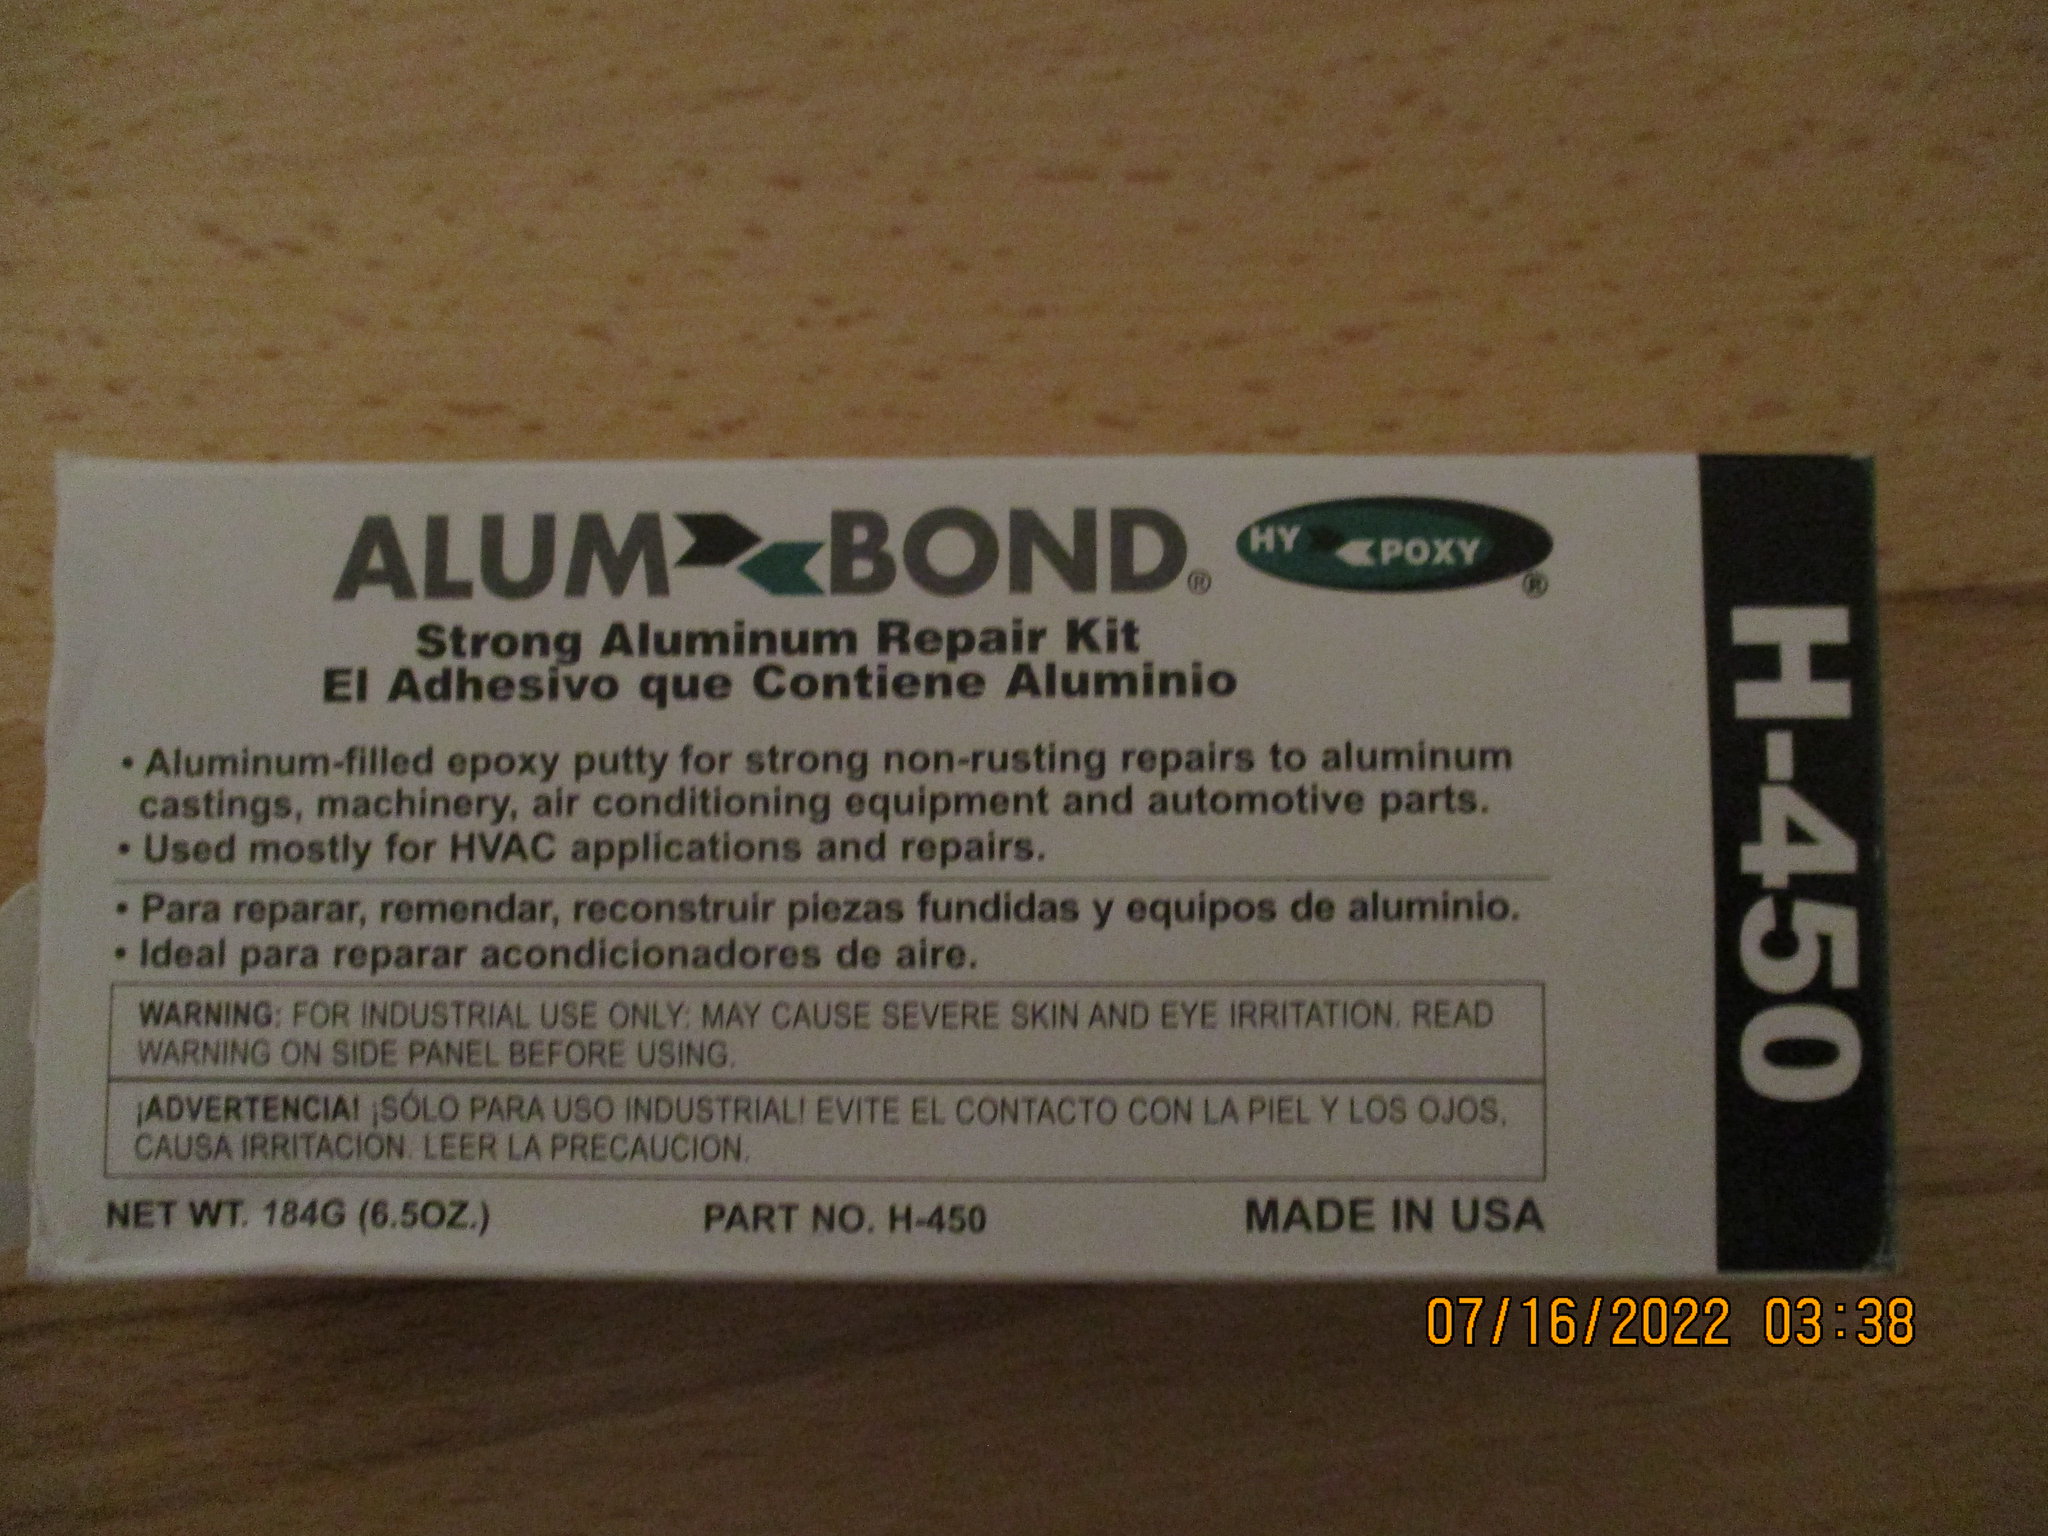 ALUM BOND®
HY POXY®
Strong Aluminum Repair Kit
El Adhesivo que Contiene Aluminio
• Aluminum-filled epoxy putty for strong non-rusting repairs to aluminum
castings, machinery, air conditioning equipment and automotive parts.
• Used mostly for HVAC applications and repairs.
• Para reparar, remendar, reconstruir piezas fundidas y equipos de aluminio.
• Ideal para reparar acondicionadores de aire.
WARNING: FOR INDUSTRIAL USE ONLY: MAY CAUSE SEVERE SKIN AND EYE IRRITATION. READ
WARNING ON SIDE PANEL BEFORE USING.
¡ADVERTENCIA! ¡SÓLO PARA USO INDUSTRIAL! EVITE EL CONTACTO CON LA PIEL Y LOS OJOS,
CAUSA IRRITACION. LEER LA PRECAUCION.
NET WT. 184G (6.5OZ.)
PART NO. H-450
MADE IN USA
H-450
07/16/2022 03:38